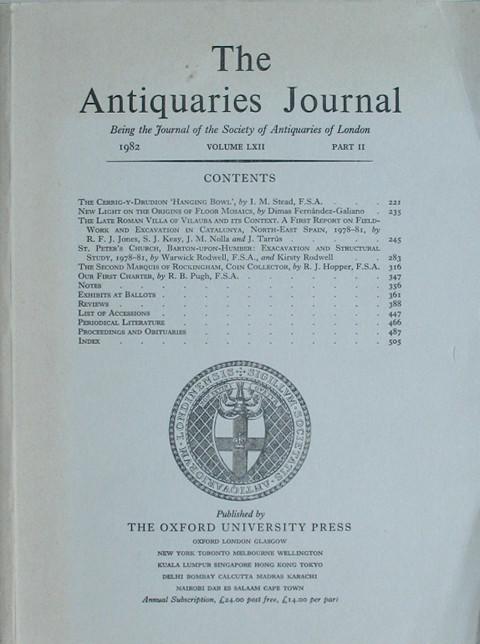 The
Antiquaries Journal
Being the Journal of the Society of Antiquaries of London
1982 VOLUME LXII PART II
CONTENTS
THE CERRIG-Y-DRUDION 'HANGING BOWL', by I. M. STEAD, F.S.A. . . . 221
NEW LIGHT ON THE ORIGINS OF FLOOR MOSAICS, by DIMAS FERNÁNDEZ-GALIANO . 235
THE LATE ROMAN VILLA OF VILAUBA AND ITS CONTEXT. A FIRST REPORT ON FIELD-
WORK AND EXCAVATION IN CATALUNYA, NORTH-EAST SPAIN, 1978-81, by
R. F. J. JONES, S. J. KEAY, J. M. NOLLA and J. TARRÚS . . . . 245
ST. PETER'S CHURCH, BARTON-UPON-HUMBER: EXACAVATION AND STRUCTURAL
STUDY, 1978-81, by WARWICK RODWELL, F.S.A., and KIRSTY RODWELL . . 283
THE SECOND MARQUIS OF ROCKINGHAM, COIN COLLECTOR, by R. J. HOPPER, F.S.A. 316
OUR FIRST CHARTER, by R. B. PUGH, F.S.A. . . . . . . . 347
NOTES . . . . . . . . . . . 356
EXHIBITS AT BALLOTS . . . . . . . . . 361
REVIEWS . . . . . . . . . . . 388
LIST OF ACCESSIONS . . . . . . . . . 447
PERIODICAL LITERATURE . . . . . . . . 466
PROCEEDINGS AND OBITUARIES . . . . . . . 487
INDEX . . . . . . . . . . . 505
SIGILLUM SOCIETATIS ANTIQUARIORUM LONDINENSIS
Published by
THE OXFORD UNIVERSITY PRESS
OXFORD LONDON GLASGOW
NEW YORK TORONTO MELBOURNE WELLINGTON
KUALA LUMPUR SINGAPORE HONG KONG TOKYO
DELHI BOMBAY CALCUTTA MADRAS KARACHI
NAIROBI DAR ES SALAAM CAPE TOWN
Annual Subscription, £24.00 post free, £14.00 per part